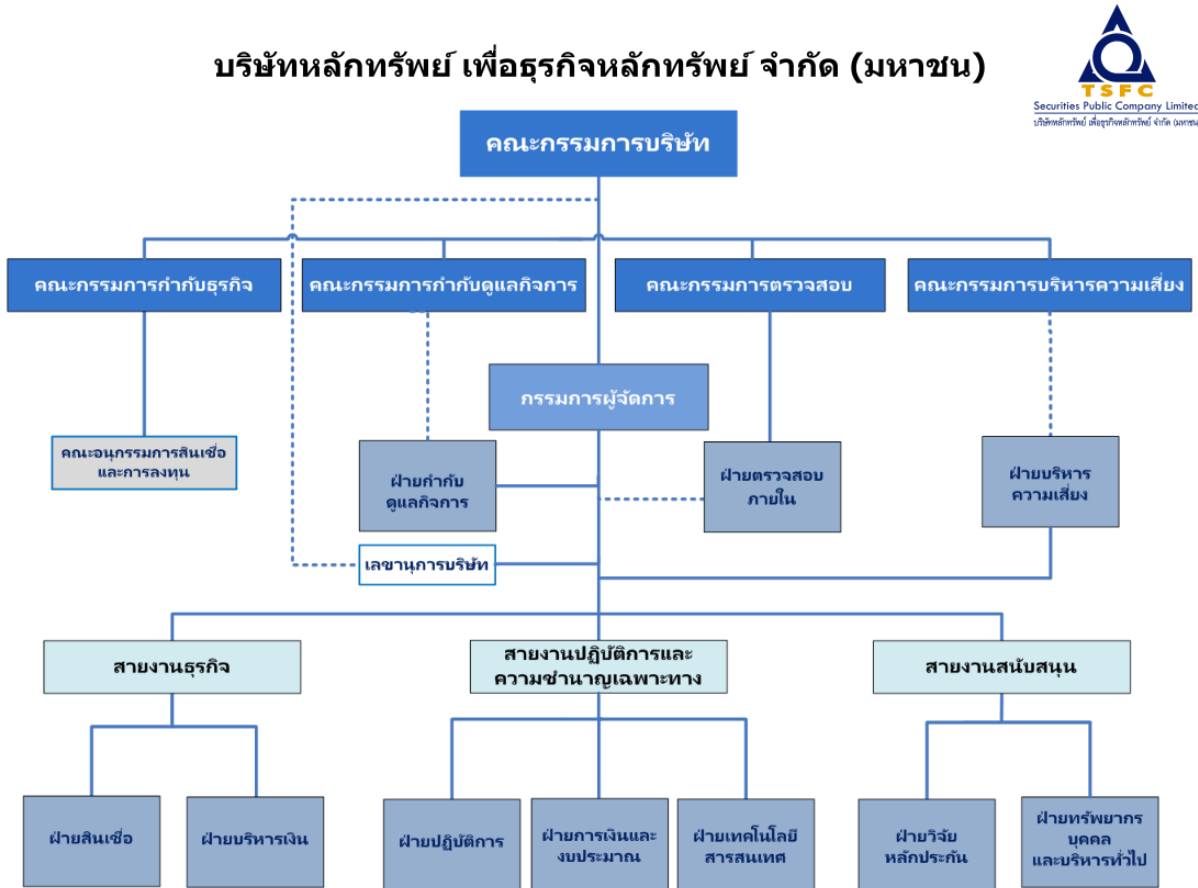 บริษัทหลักทรัพย์ เพื่อธุรกิจหลักทรัพย์ จำกัด (มหาชน)
TSFC
Securities Public Company Limited
บริษัทหลักทรัพย์ เพื่อธุรกิจหลักทรัพย์ จำกัด (มหาชน)
คณะกรรมการบริษัท
คณะกรรมการกำกับธุรกิจ
คณะกรรมการกำกับดูแลกิจการ
คณะกรรมการตรวจสอบ
คณะกรรมการบริหารความเสี่ยง
กรรมการผู้จัดการ
คณะอนุกรรมการสินเชื่อ
และการลงทุน
ฝ่ายกำกับ
ดูแลกิจการ
ฝ่ายตรวจสอบ
ภายใน
ฝ่ายบริหาร
ความเสี่ยง
เลขานุการบริษัท
สายงานธุรกิจ
สายงานปฏิบัติการและ
ความชำนาญเฉพาะทาง
สายงานสนับสนุน
ฝ่ายสินเชื่อ
ฝ่ายบริหารเงิน
ฝ่ายปฏิบัติการ
ฝ่ายการเงินและ
งบประมาณ
ฝ่ายเทคโนโลยี
สารสนเทศ
ฝ่ายวิจัย
หลักประกัน
ฝ่ายทรัพยากร
บุคคล
และบริหารทั่วไป